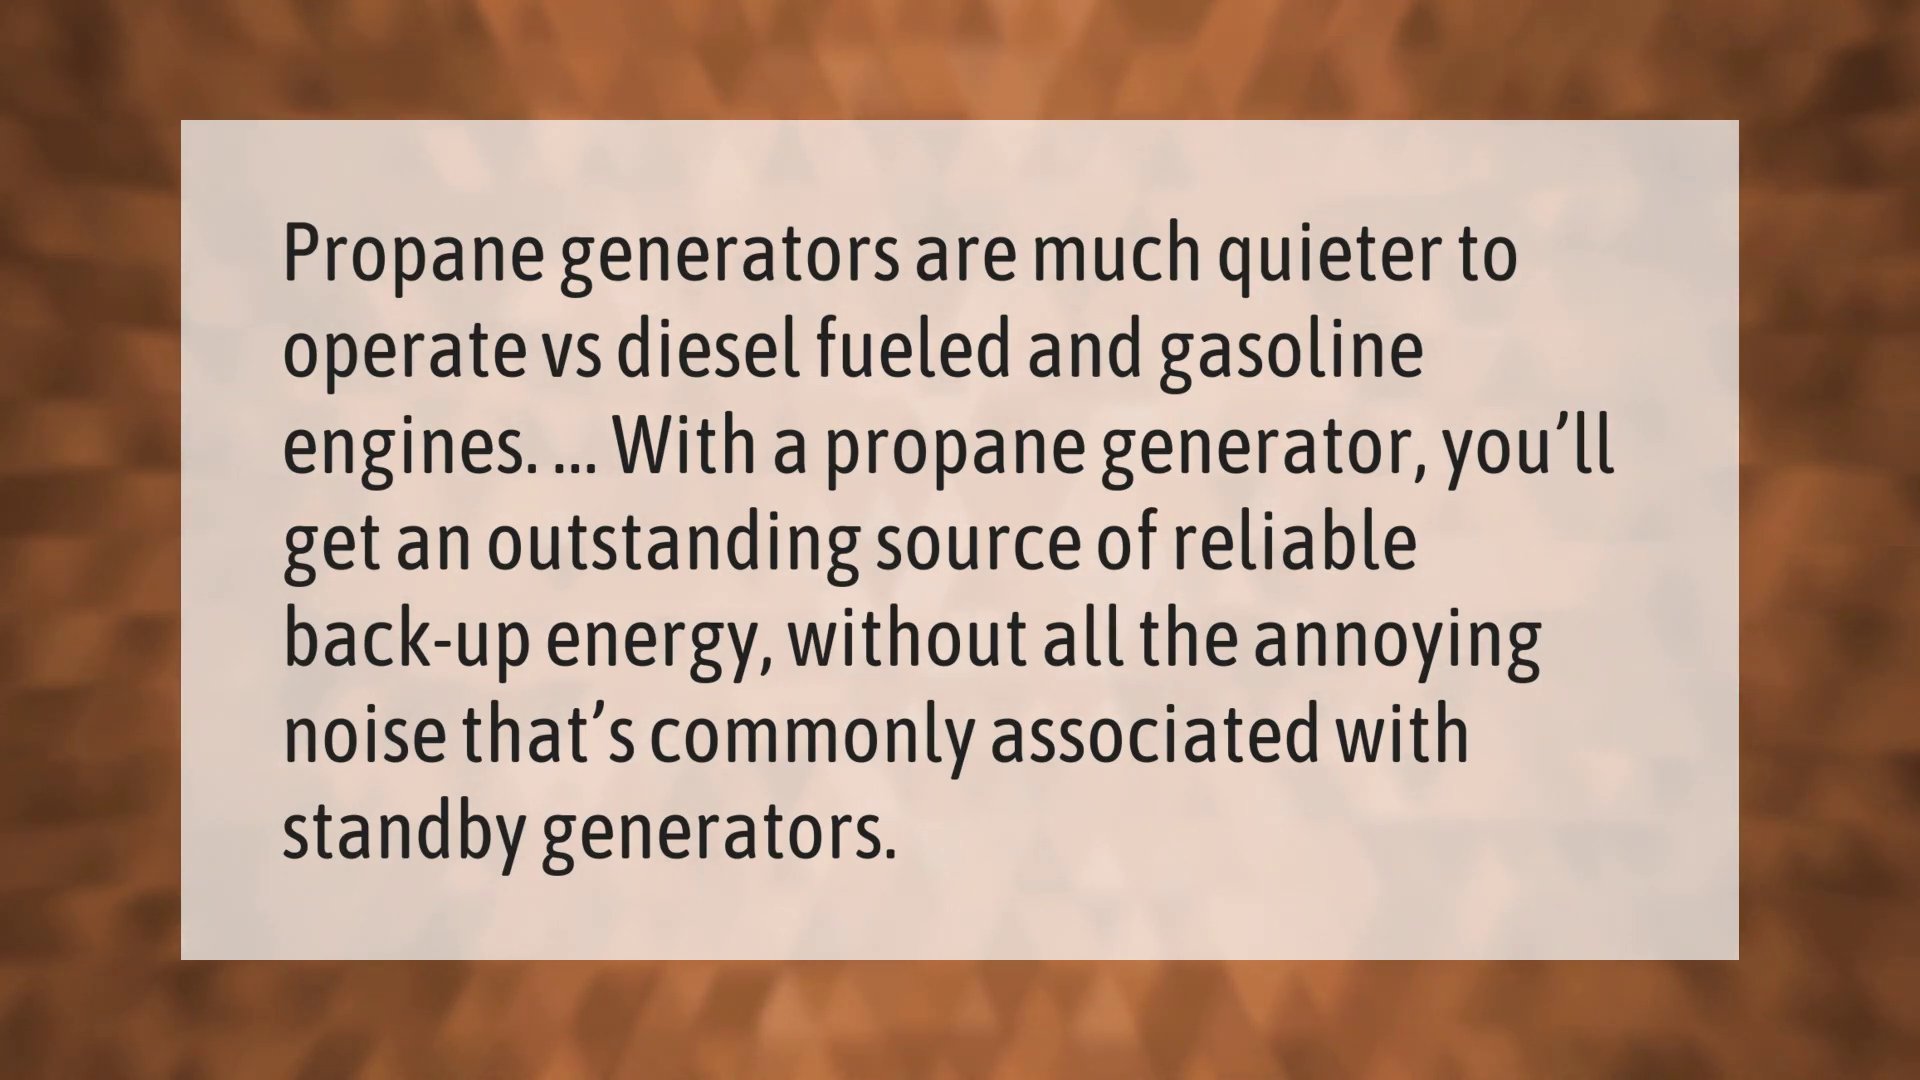 Propane generators are much quieter to
operate vs diesel fueled and gasoline
engines. ... With a propane generator, you’ll
get an outstanding source of reliable
back-up energy, without all the annoying
noise that’s commonly associated with
standby generators.